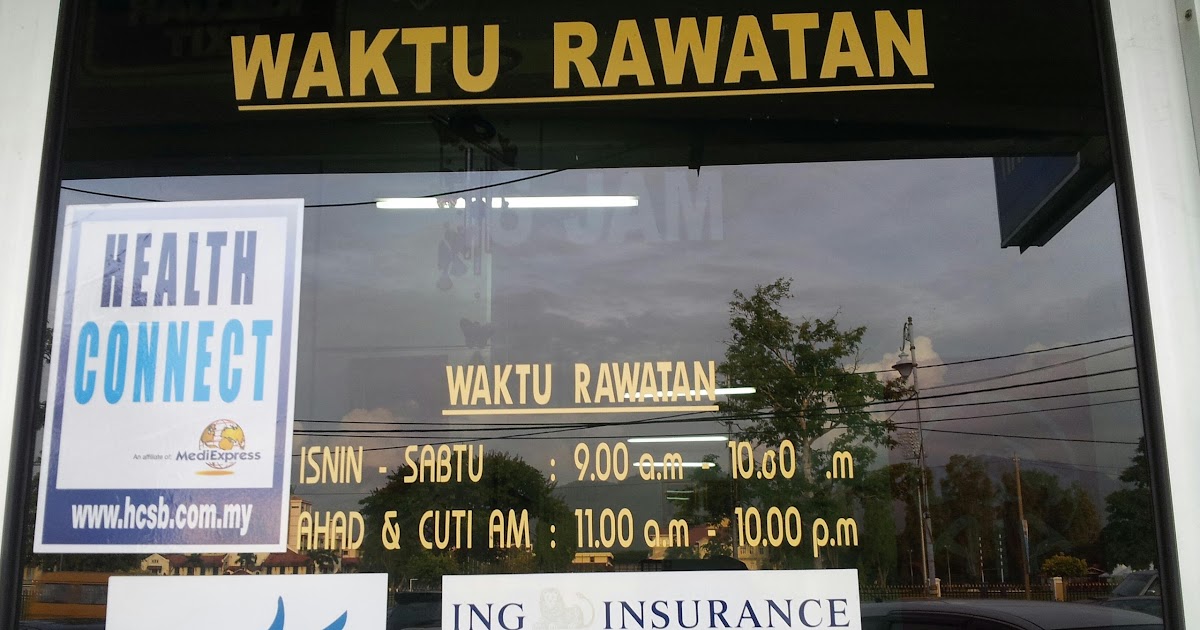 WAKTU RAWATAN
JAM
HEALTH
CONNECT
An affiliate of: MediExpress
www.hcsb.com.my
WAKTU RAWATAN
ISNIN - SABTU : 9.00 a.m - 10.00 .m
AHAD & CUTI AM : 11.00 a.m - 10.00 p.m
ING INSURANCE